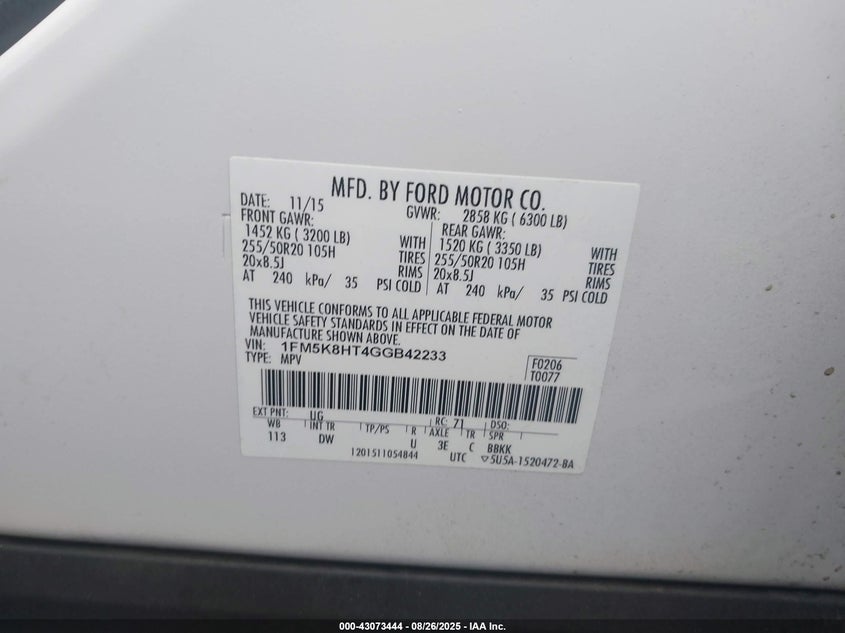 MFD. BY FORD MOTOR CO.
DATE: 11/15 GVWR: 2858 KG ( 6300 LB)
FRONT GAWR: REAR GAWR:
1452 KG ( 3200 LB) WITH 1520 KG ( 3350 LB) WITH
255/50R20 105H TIRES 255/50R20 105H TIRES
20x8.5J RIMS 20x8.5J RIMS
AT 240 kPa/ 35 PSI COLD AT 240 kPa/ 35 PSI COLD
THIS VEHICLE CONFORMS TO ALL APPLICABLE FEDERAL MOTOR
VEHICLE SAFETY STANDARDS IN EFFECT ON THE DATE OF
MANUFACTURE SHOWN ABOVE.
VIN: 1FM5K8HT4GGB42233
TYPE: MPV
F0206
T0077
EXT PNT: UG RC: 71 DSO:
WB INT TR TP/PS R AXLE TR SPR
113 DW U 3E C BBKK
1201511054844 UTC ▽5U5A-1520472-BA
000-43073444 - 08/26/2025 - IAA Inc.